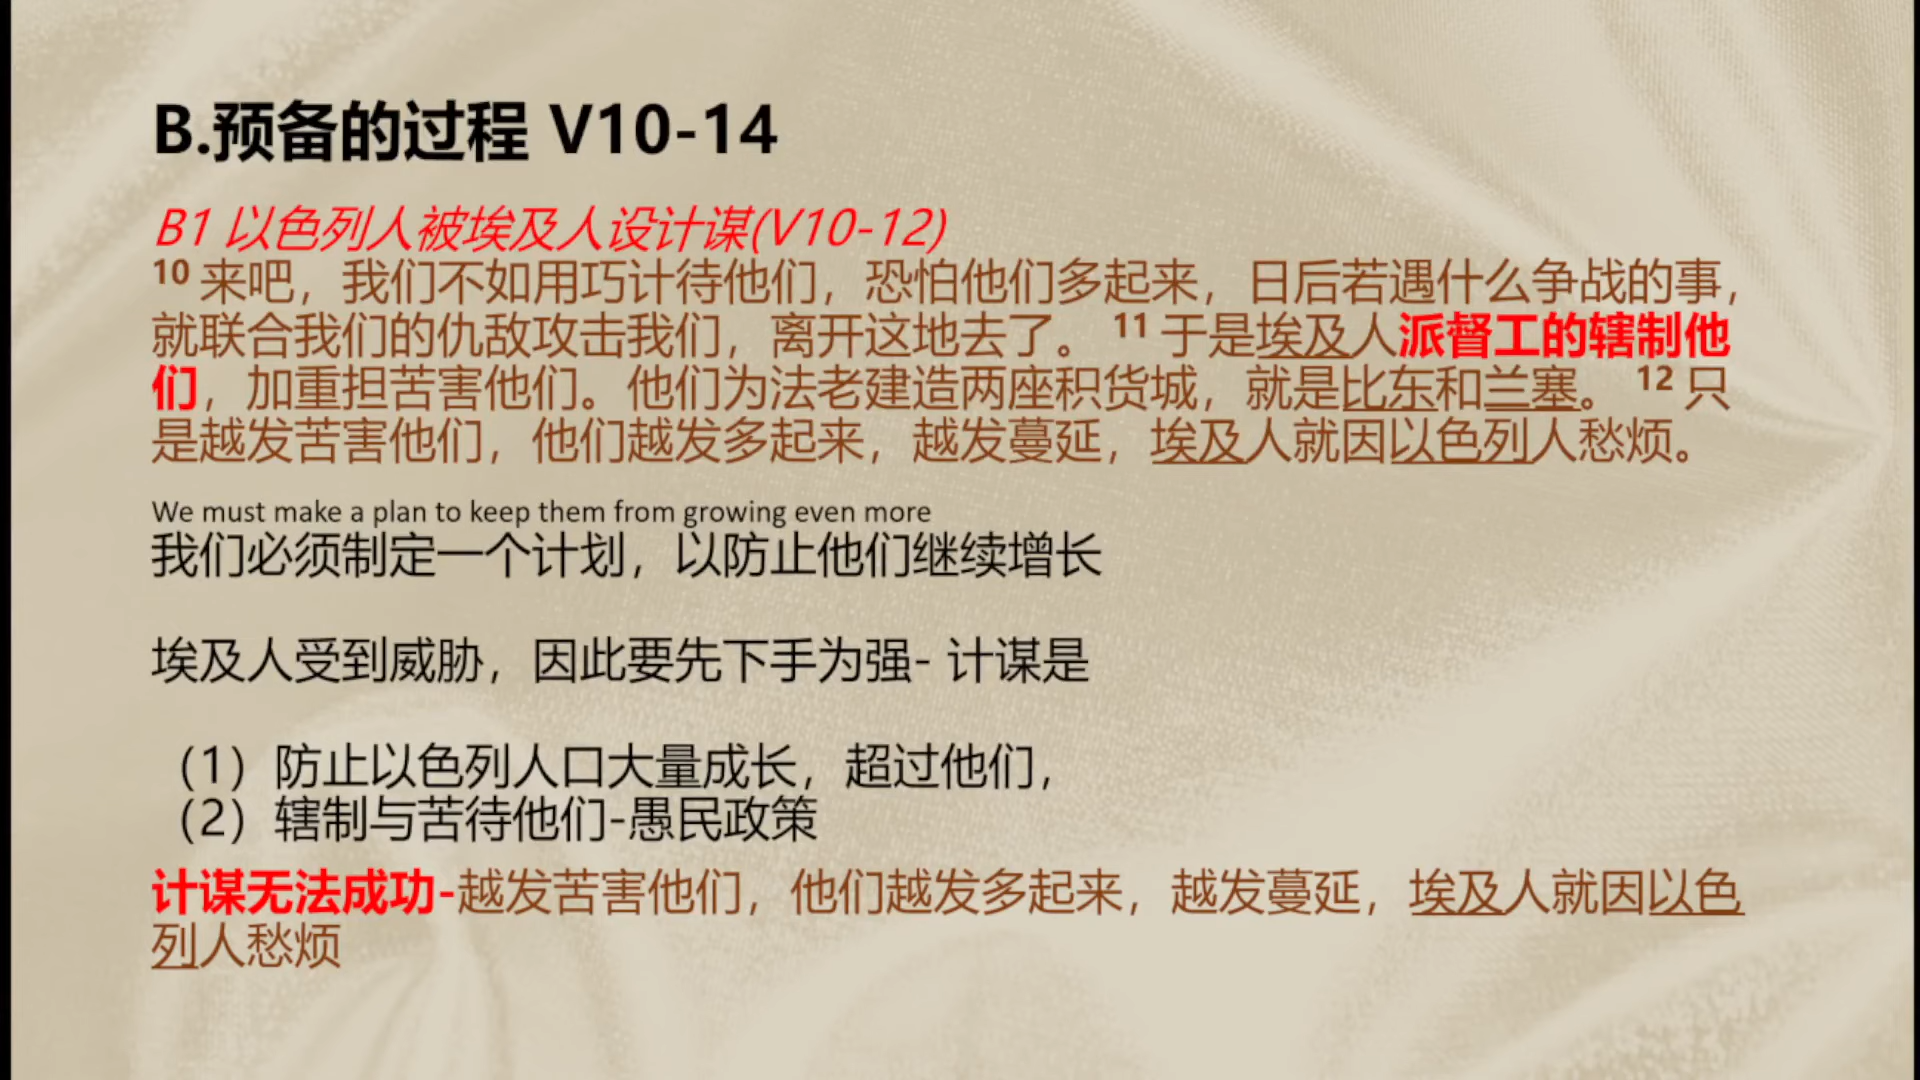 B.预备的过程 V10-14
B1 以色列人被埃及人设计谋(V10-12)
10 来吧，我们不如用巧计待他们，恐怕他们多起来，日后若遇什么争战的事，
就联合我们的仇敌攻击我们，离开这地去了。 11 于是埃及人派督工的辖制他
们，加重担苦害他们。他们为法老建造两座积货城，就是比东和兰塞。 12 只
是越发苦害他们，他们越发多起来，越发蔓延，埃及人就因以色列人愁烦。
We must make a plan to keep them from growing even more
我们必须制定一个计划，以防止他们继续增长
埃及人受到威胁，因此要先下手为强- 计谋是
（1）防止以色列人口大量成长，超过他们，
（2）辖制与苦待他们-愚民政策
计谋无法成功-越发苦害他们，他们越发多起来，越发蔓延，埃及人就因以色
列人愁烦